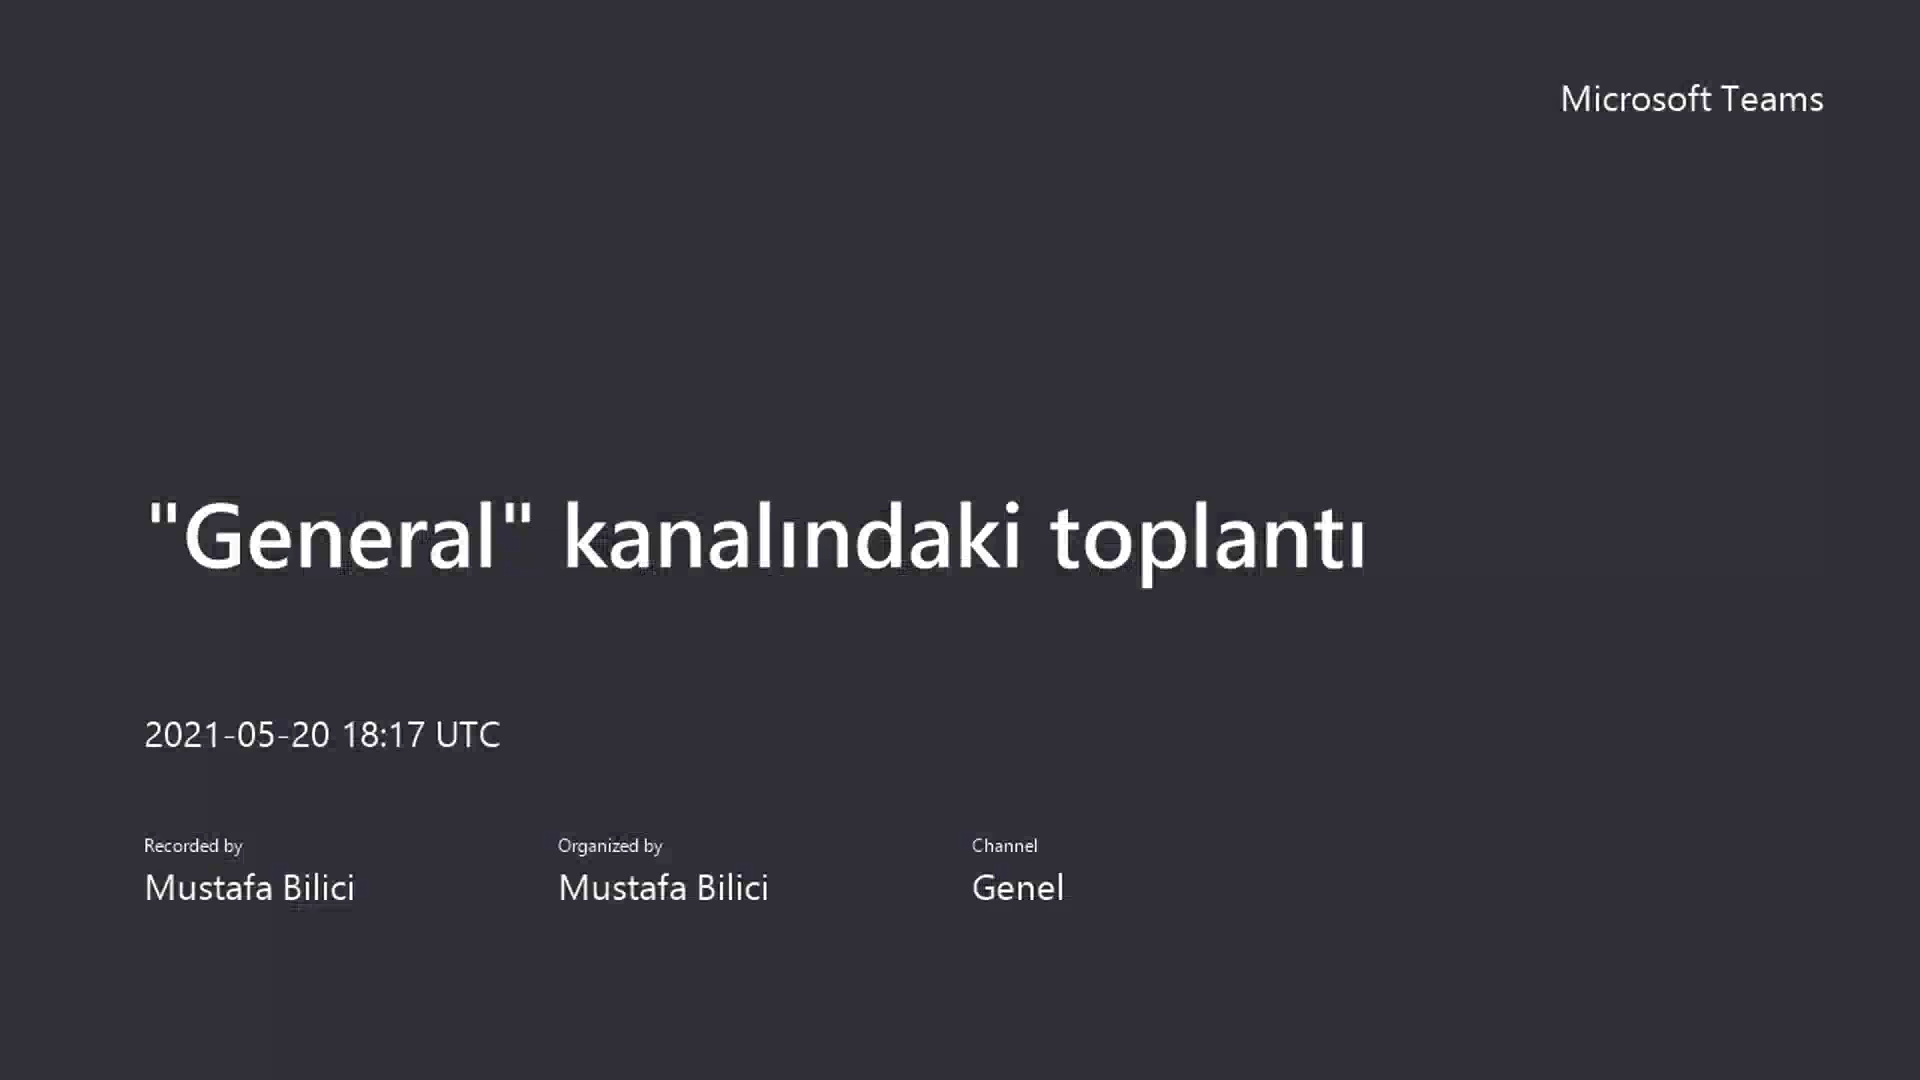 Microsoft Teams
"General" kanalındaki toplantı
2021-05-20 18:17 UTC
Recorded by
Mustafa Bilici
Organized by
Mustafa Bilici
Channel
Genel